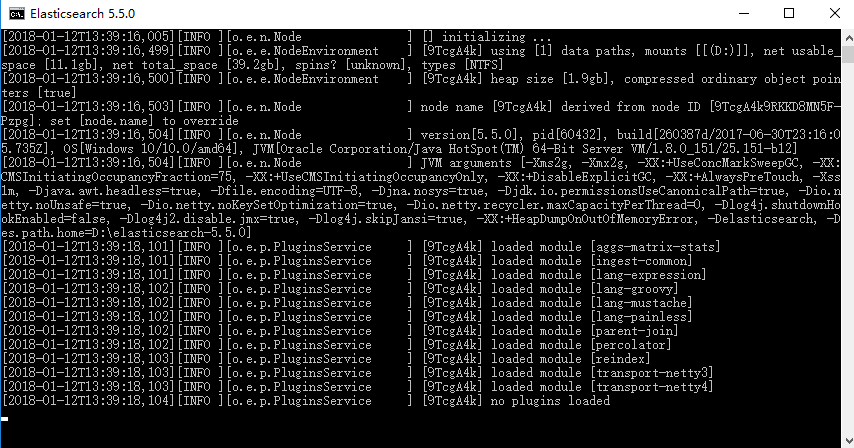 Elasticsearch 5.5.0
[2018-01-12T13:39:16,005][INFO ][o.e.n.Node               ] [] initializing ...
[2018-01-12T13:39:16,499][INFO ][o.e.e.NodeEnvironment    ] [9TcgA4k] using [1] data paths, mounts [[(D:)]], net usable_
space [11.1gb], net total_space [39.2gb], spins? [unknown], types [NTFS]
[2018-01-12T13:39:16,500][INFO ][o.e.e.NodeEnvironment    ] [9TcgA4k] heap size [1.9gb], compressed ordinary object poin
ters [true]
[2018-01-12T13:39:16,503][INFO ][o.e.n.Node               ] node name [9TcgA4k] derived from node ID [9TcgA4k9RKKD8MN5F-
Pzpg]; set [node.name] to override
[2018-01-12T13:39:16,504][INFO ][o.e.n.Node               ] version[5.5.0], pid[60432], build[260387d/2017-06-30T23:16:0
5.735Z], OS[Windows 10/10.0/amd64], JVM[Oracle Corporation/Java HotSpot(TM) 64-Bit Server VM/1.8.0_151/25.151-b12]
[2018-01-12T13:39:16,504][INFO ][o.e.n.Node               ] JVM arguments [-Xms2g, -Xmx2g, -XX:+UseConcMarkSweepGC, -XX:
CMSInitiatingOccupancyFraction=75, -XX:+UseCMSInitiatingOccupancyOnly, -XX:+DisableExplicitGC, -XX:+AlwaysPreTouch, -Xss
1m, -Djava.awt.headless=true, -Dfile.encoding=UTF-8, -Djna.nosys=true, -Djdk.io.permissionsUseCanonicalPath=true, -Dio.n
etty.noUnsafe=true, -Dio.netty.noKeySetOptimization=true, -Dio.netty.recycler.maxCapacityPerThread=0, -Dlog4j.shutdownHo
okEnabled=false, -Dlog4j2.disable.jmx=true, -Dlog4j.skipJansi=true, -XX:+HeapDumpOnOutOfMemoryError, -Delasticsearch, -D
es.path.home=D:\elasticsearch-5.5.0]
[2018-01-12T13:39:18,101][INFO ][o.e.p.PluginsService     ] [9TcgA4k] loaded module [aggs-matrix-stats]
[2018-01-12T13:39:18,101][INFO ][o.e.p.PluginsService     ] [9TcgA4k] loaded module [ingest-common]
[2018-01-12T13:39:18,101][INFO ][o.e.p.PluginsService     ] [9TcgA4k] loaded module [lang-expression]
[2018-01-12T13:39:18,102][INFO ][o.e.p.PluginsService     ] [9TcgA4k] loaded module [lang-groovy]
[2018-01-12T13:39:18,102][INFO ][o.e.p.PluginsService     ] [9TcgA4k] loaded module [lang-mustache]
[2018-01-12T13:39:18,102][INFO ][o.e.p.PluginsService     ] [9TcgA4k] loaded module [lang-painless]
[2018-01-12T13:39:18,102][INFO ][o.e.p.PluginsService     ] [9TcgA4k] loaded module [parent-join]
[2018-01-12T13:39:18,102][INFO ][o.e.p.PluginsService     ] [9TcgA4k] loaded module [percolator]
[2018-01-12T13:39:18,103][INFO ][o.e.p.PluginsService     ] [9TcgA4k] loaded module [reindex]
[2018-01-12T13:39:18,103][INFO ][o.e.p.PluginsService     ] [9TcgA4k] loaded module [transport-netty3]
[2018-01-12T13:39:18,103][INFO ][o.e.p.PluginsService     ] [9TcgA4k] loaded module [transport-netty4]
[2018-01-12T13:39:18,104][INFO ][o.e.p.PluginsService     ] [9TcgA4k] no plugins loaded